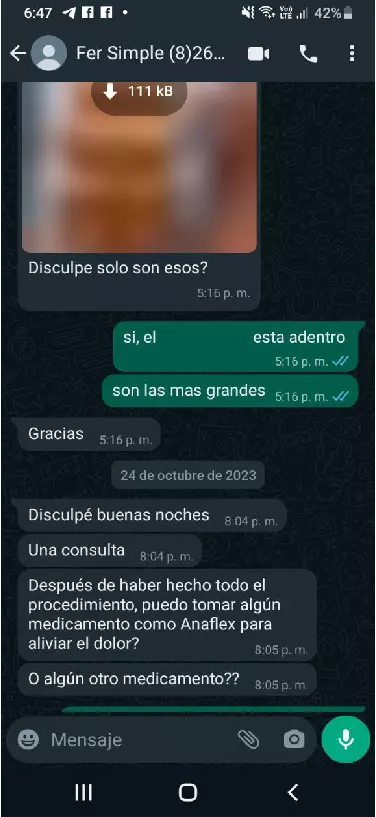 6:47
42%
Fer Simple (8)26...
111 kB
Disculpe solo son esos?
5:16 p. m.
si, el esta adentro
5:16 p. m.
son las mas grandes 5:16 p. m.
Gracias 5:16 p. m.
24 de octubre de 2023
Disculpé buenas noches 8:04 p. m.
Una consulta 8:04 p. m.
Después de haber hecho todo el
procedimiento, puedo tomar algún
medicamento como Anaflex para
aliviar el dolor?
8:05 p. m.
O algún otro medicamento?? 8:05 p. m.
Mensaje